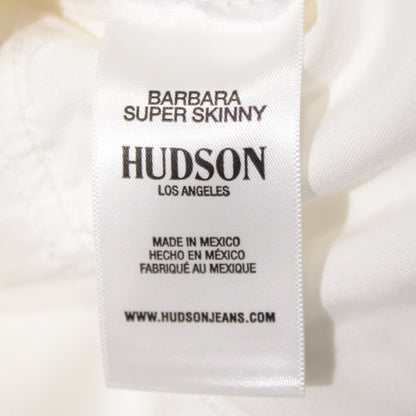 BARBARA
SUPER SKINNY
HUDSON
LOS ANGELES
MADE IN MEXICO
HECHO EN MÉXICO
FABRIQUÉ AU MEXIQUE
WWW.HUDSONJEANS.COM